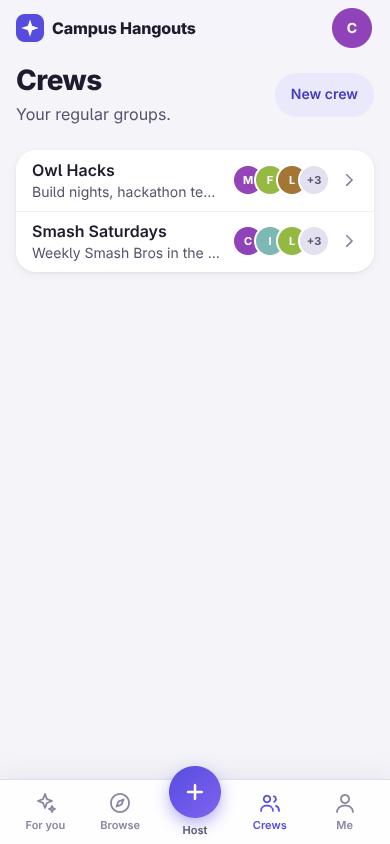 Campus Hangouts
C
Crews
Your regular groups.
New crew
Owl Hacks
Build nights, hackathon te...
M F L +3
Smash Saturdays
Weekly Smash Bros in the ...
C I L +3
For you
Browse
Host
Crews
Me